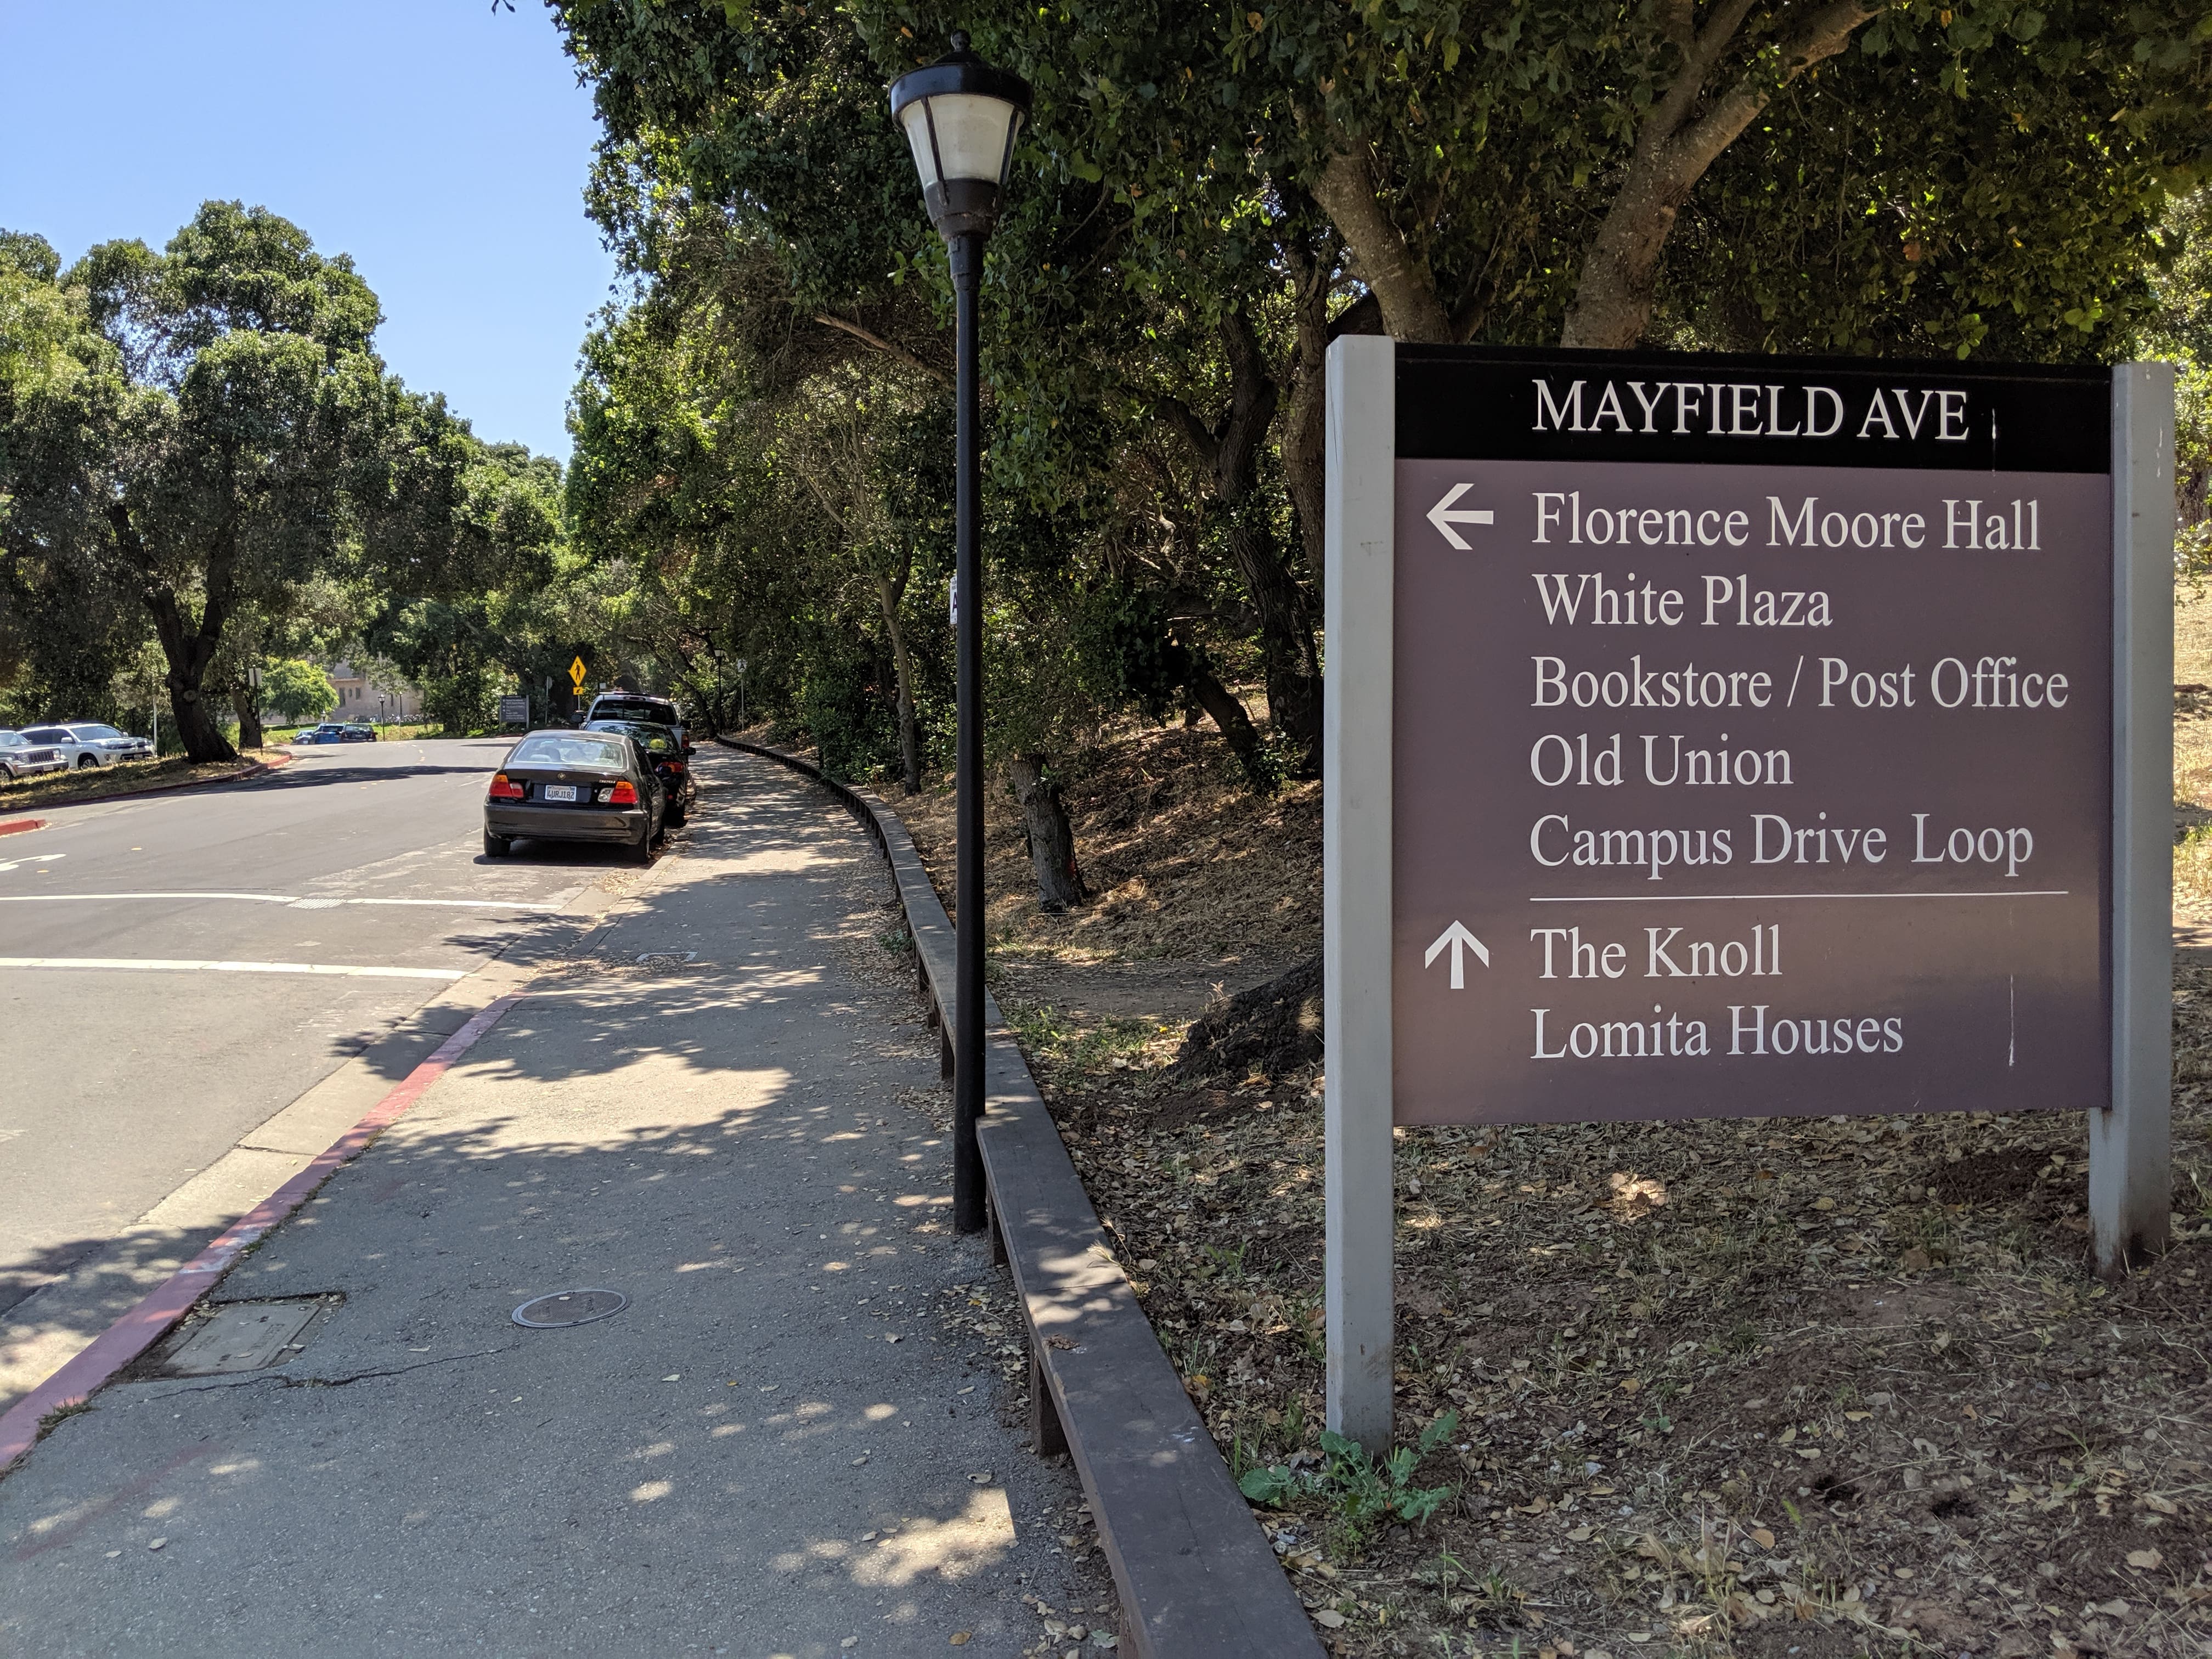 MAYFIELD AVE
← Florence Moore Hall
White Plaza
Bookstore / Post Office
Old Union
Campus Drive Loop
↑ The Knoll
Lomita Houses